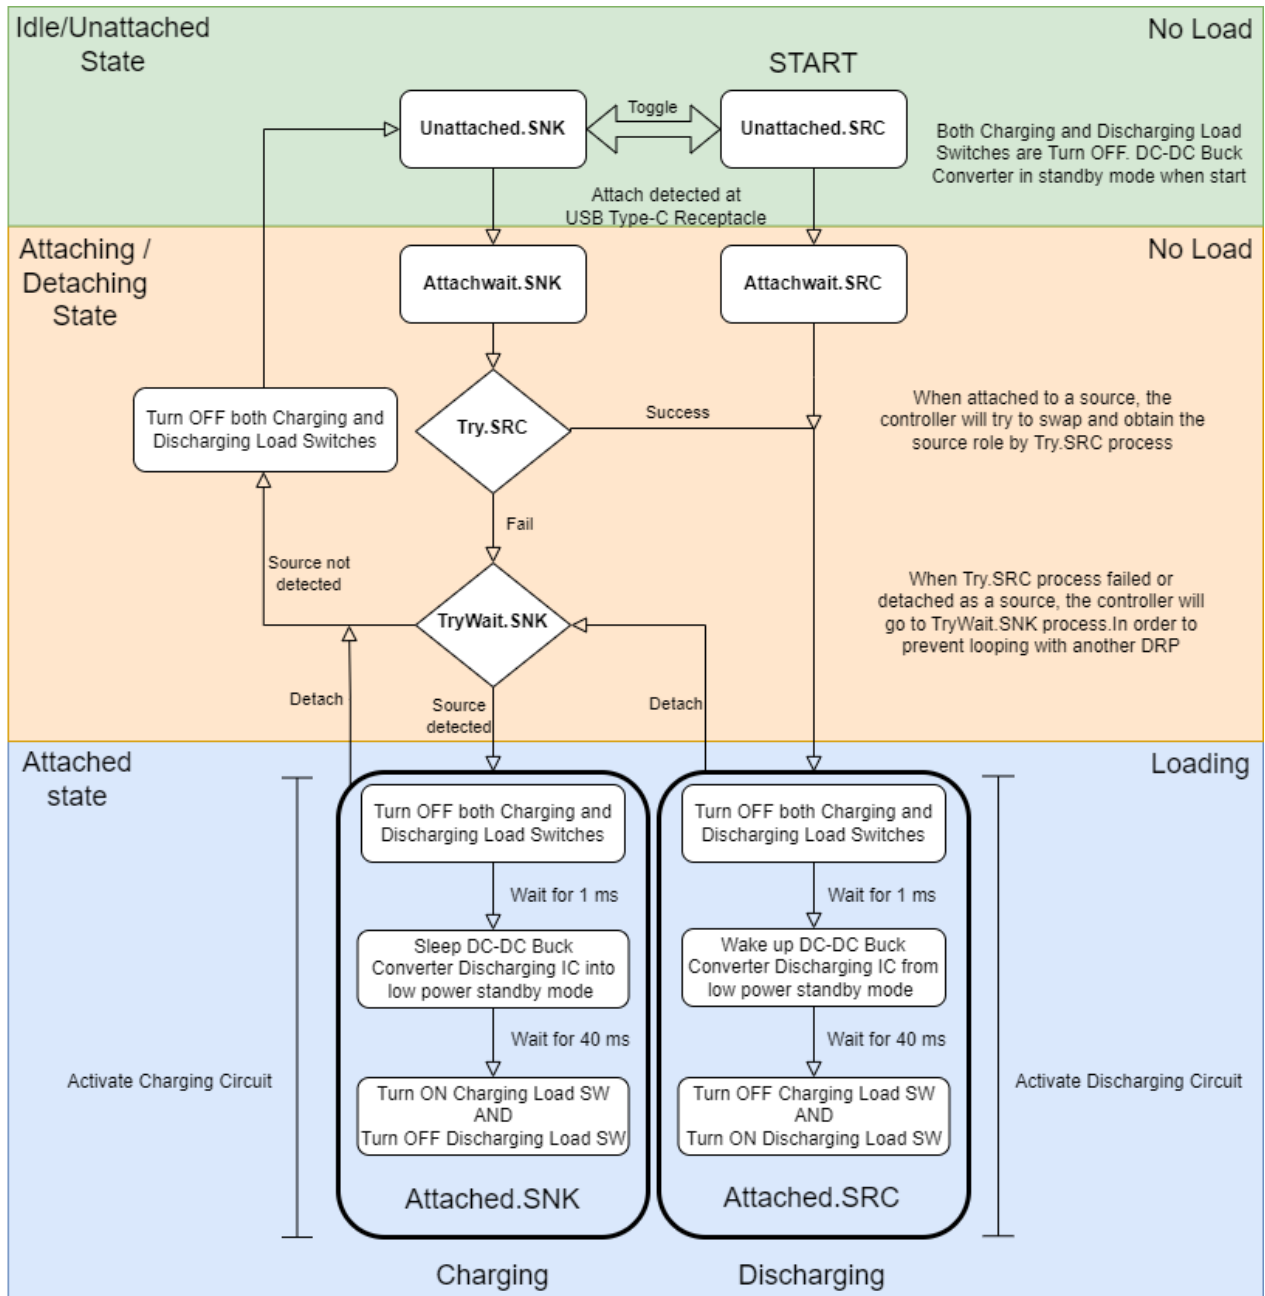 Idle/Unattached
State
No Load
START
Unattached.SNK
Toggle
Unattached.SRC
Both Charging and Discharging Load
Switches are Turn OFF. DC-DC Buck
Converter in standby mode when start
Attach detected at
USB Type-C Receptacle
Attaching /
Detaching
State
No Load
Attachwait.SNK
Attachwait.SRC
Turn OFF both Charging and
Discharging Load Switches
Try.SRC
Success
When attached to a source, the
controller will try to swap and obtain the
source role by Try.SRC process
Fail
Source not
detected
TryWait.SNK
When Try.SRC process failed or
detached as a source, the controller will
go to TryWait.SNK process.In order to
prevent looping with another DRP
Detach
Source
detected
Detach
Attached
state
Loading
Turn OFF both Charging and
Discharging Load Switches
Turn OFF both Charging and
Discharging Load Switches
Wait for 1 ms
Wait for 1 ms
Sleep DC-DC Buck
Converter Discharging IC into
low power standby mode
Wake up DC-DC Buck
Converter Discharging IC from
low power standby mode
Wait for 40 ms
Wait for 40 ms
Activate Charging Circuit
Turn ON Charging Load SW
AND
Turn OFF Discharging Load SW
Turn OFF Charging Load SW
AND
Turn ON Discharging Load SW
Activate Discharging Circuit
Attached.SNK
Attached.SRC
Charging
Discharging